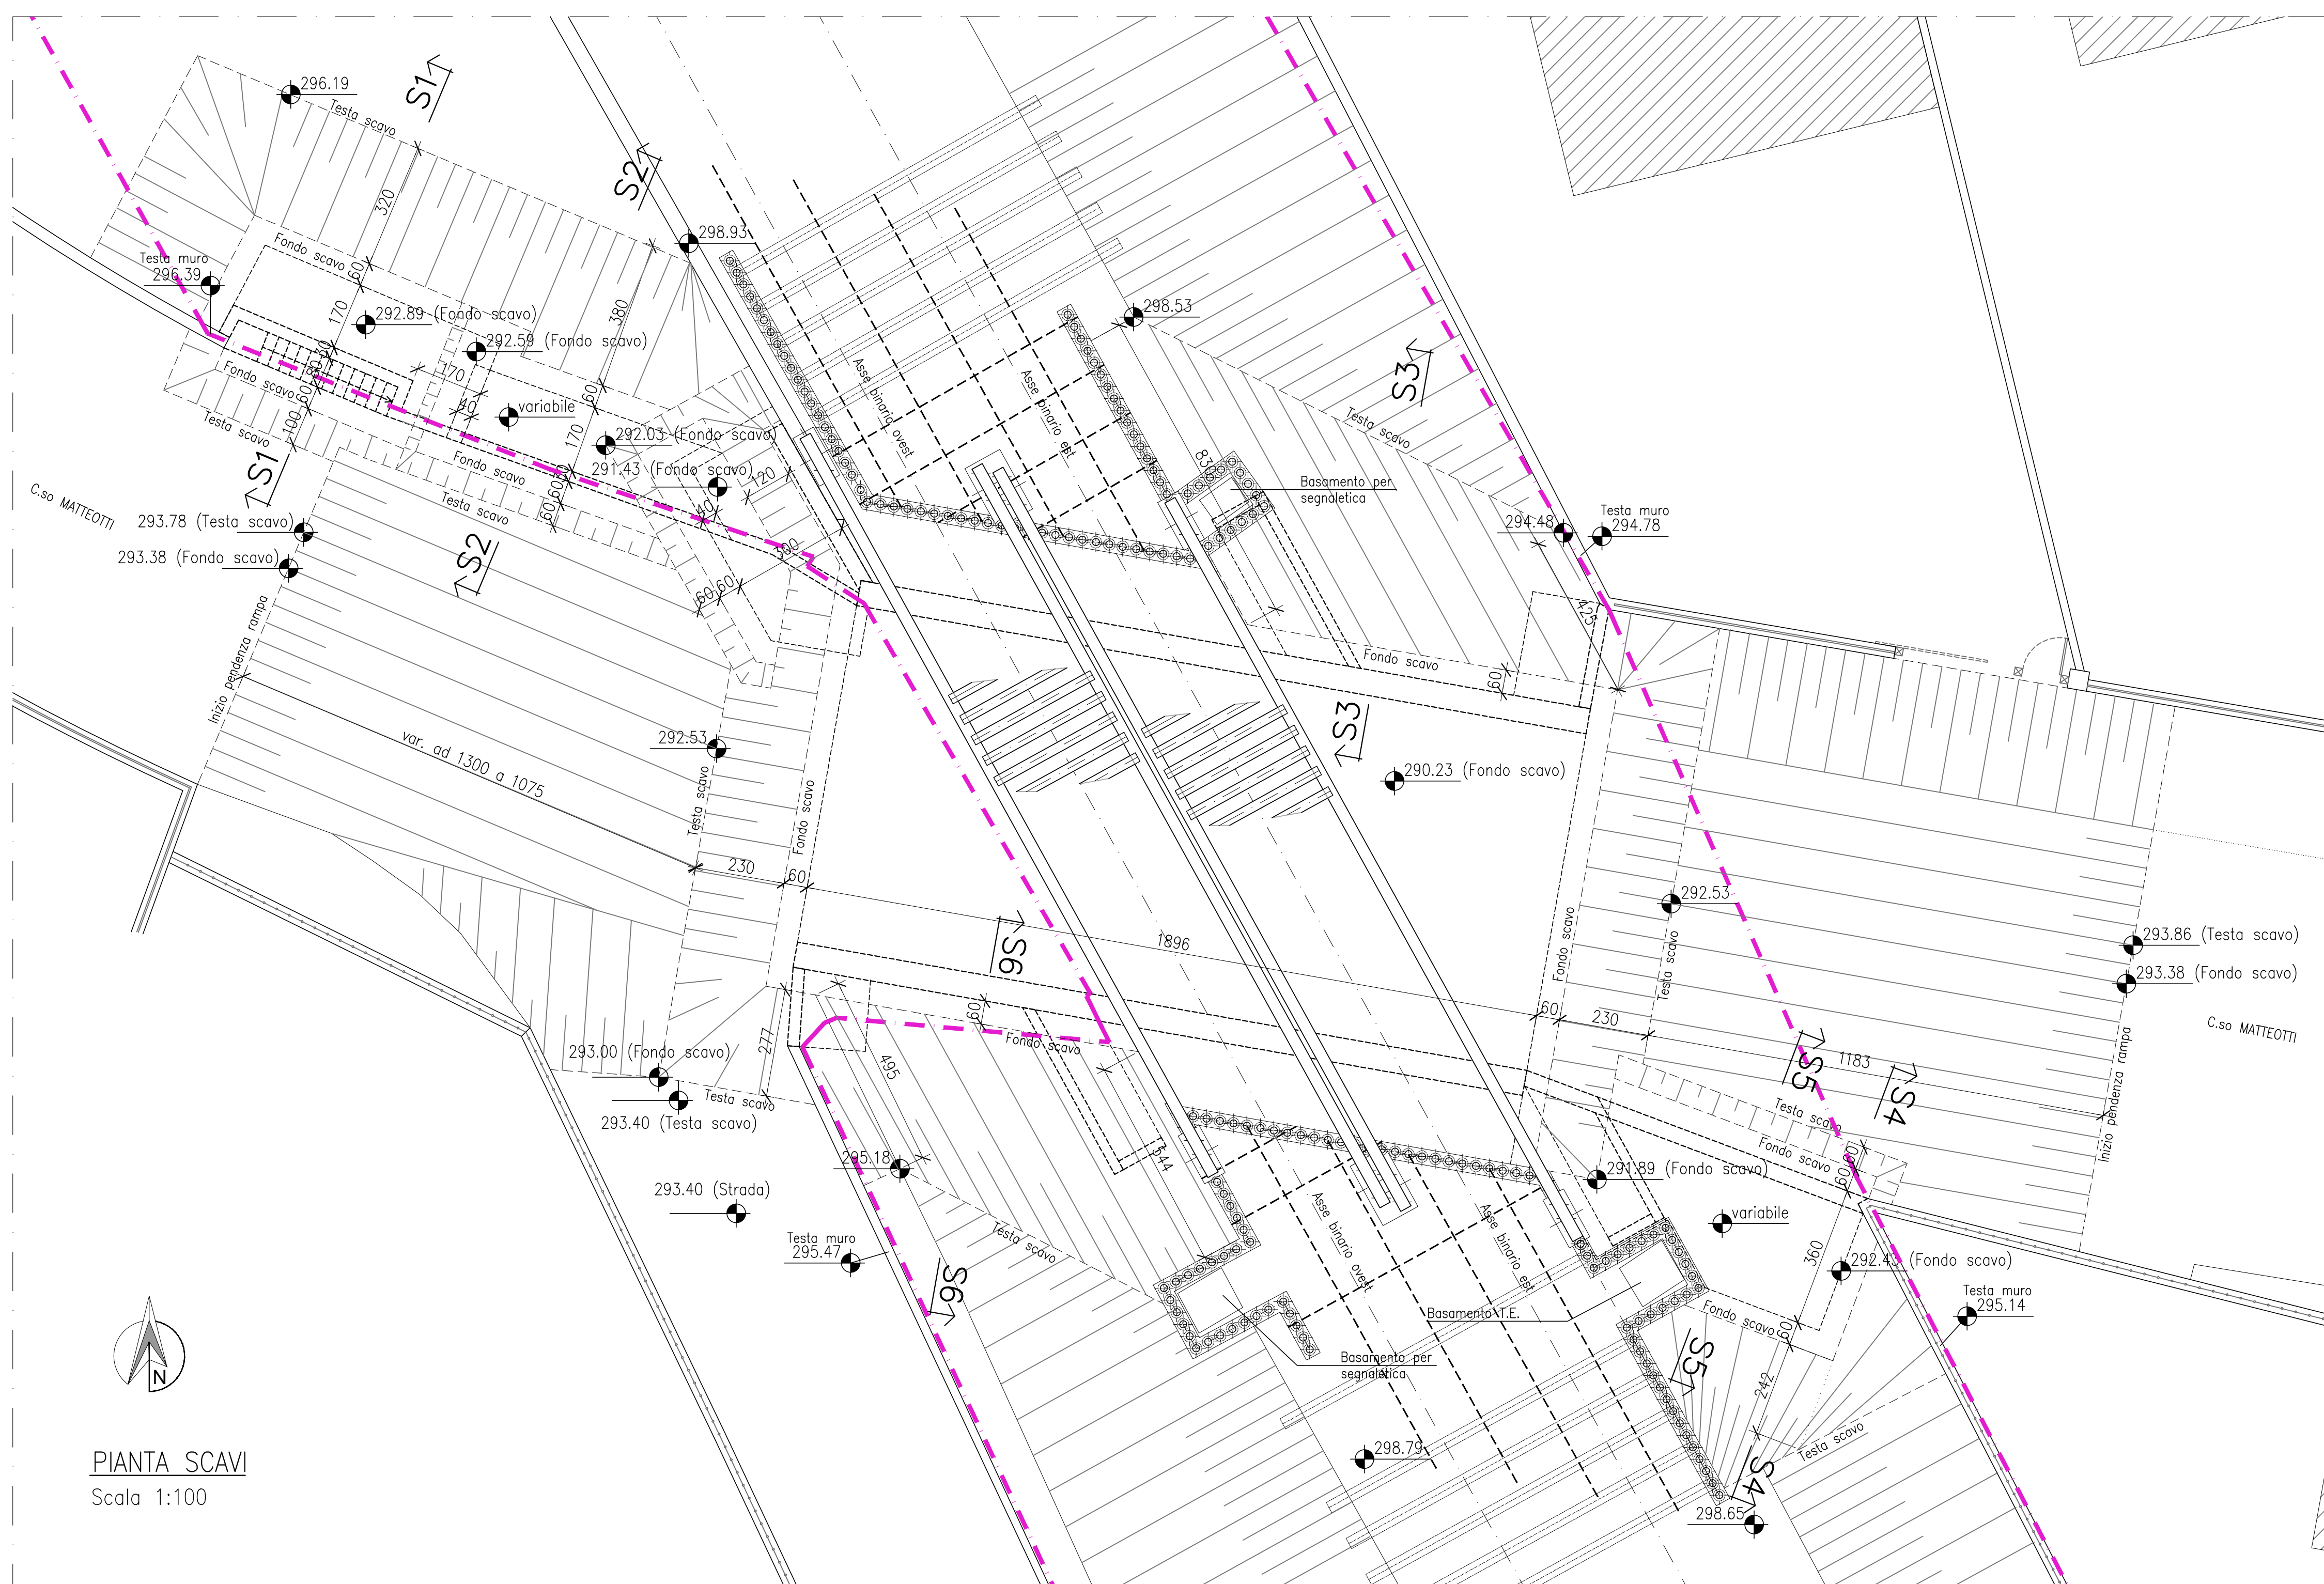 S1
296.19
Testa scavo
320
S2
298.93
Fondo scavo
Testa muro
296.39
60
170
292.89 (Fondo scavo)
292.59 (Fondo scavo)
380
298.53
Fondo scavo
60
170
40
60
variabile
100
Testa scavo
S1
170
292.03 (Fondo scavo)
291.43 (Fondo scavo)
120
Fondo scavo
Testa scavo
60
60
40
300
60
60
S2
C.so MATTEOTTI
293.78 (Testa scavo)
293.38 (Fondo scavo)
Inizio pendenza rampa
var. ad 1300 a 1075
292.53
Testa scavo
Fondo scavo
230
60
Asse binario ovest
Asse binario est
830
Basamento per
segnaletica
Testa scavo
S3
294.48
Testa muro
294.78
425
Fondo scavo
60
S3
290.23 (Fondo scavo)
1896
S6
292.53
Fondo scavo
Testa scavo
60
230
293.86 (Testa scavo)
293.38 (Fondo scavo)
C.so MATTEOTTI
Inizio pendenza rampa
1183
S5
S4
Testa scavo
Fondo scavo
60
60
277
293.00 (Fondo scavo)
Testa scavo
293.40 (Testa scavo)
495
60
Fondo scavo
544
295.18
293.40 (Strada)
Testa muro
295.47
Testa scavo
S6
Asse binario ovest
Asse binario est
291.89 (Fondo scavo)
variabile
360
292.43 (Fondo scavo)
Testa muro
295.14
Basamento T.E.
Fondo scavo
60
S5
242
Basamento per
segnaletica
Testa scavo
298.79
S4
298.65
N
PIANTA SCAVI
Scala 1:100